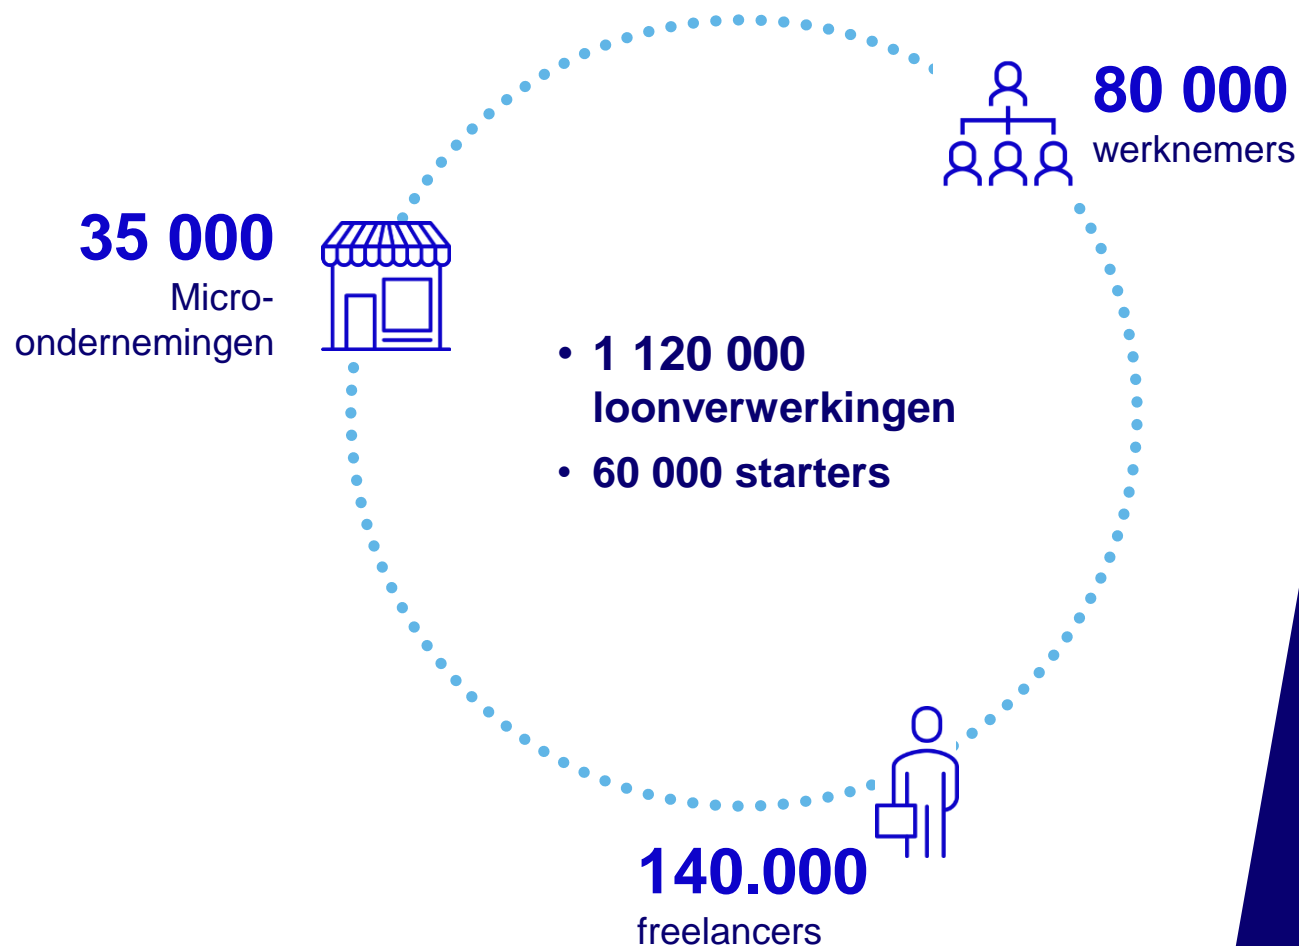 80 000
werknemers
35 000
Micro-
ondernemingen
• 1 120 000
loonverwerkingen
• 60 000 starters
140.000
freelancers